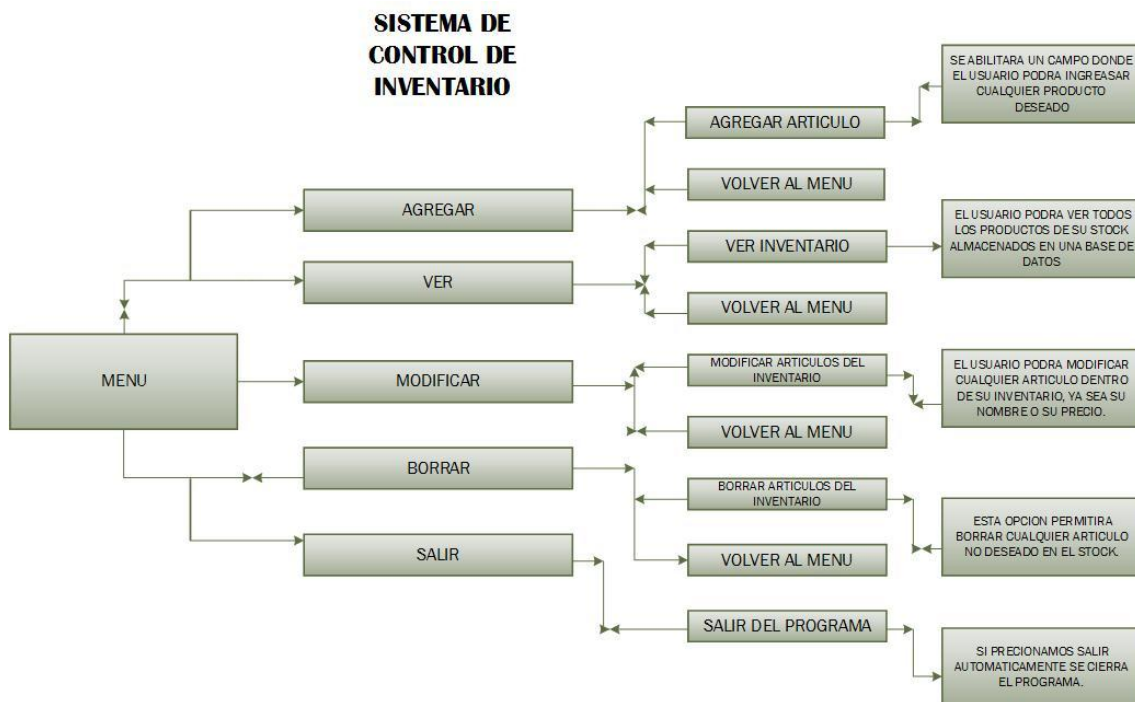 SISTEMA DE
CONTROL DE
INVENTARIO
MENU
AGREGAR
VER
MODIFICAR
BORRAR
SALIR
AGREGAR ARTICULO
VOLVER AL MENU
VER INVENTARIO
VOLVER AL MENU
MODIFICAR ARTICULOS DEL
INVENTARIO
VOLVER AL MENU
BORRAR ARTICULOS DEL
INVENTARIO
VOLVER AL MENU
SALIR DEL PROGRAMA
SE ABILITARA UN CAMPO DONDE
EL USUARIO PODRA INGREASAR
CUALQUIER PRODUCTO
DESEADO
EL USUARIO PODRA VER TODOS
LOS PRODUCTOS DE SU STOCK
ALMACENADOS EN UNA BASE DE
DATOS
EL USUARIO PODRA MODIFICAR
CUALQUIER ARTICULO DENTRO
DE SU INVENTARIO, YA SEA SU
NOMBRE O SU PRECIO.
ESTA OPCION PERMITIRA
BORRAR CUALQUIER ARTICULO
NO DESEADO EN EL STOCK.
SI PRECIONAMOS SALIR
AUTOMATICAMENTE SE CIERRA
EL PROGRAMA.